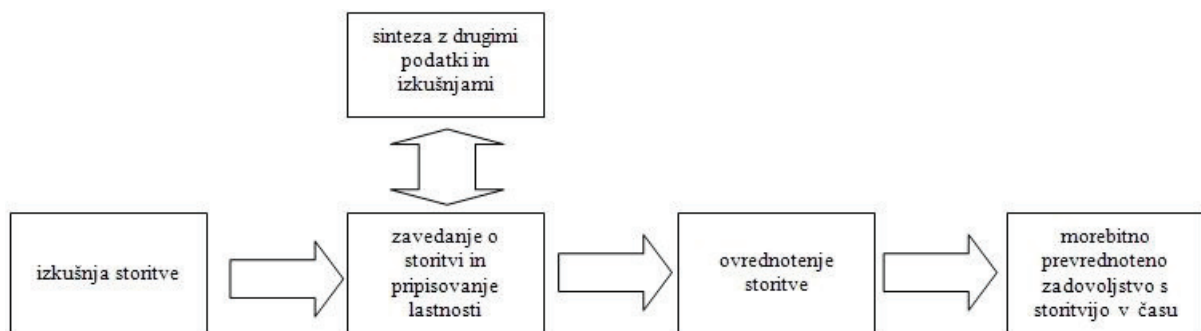 sinteza z drugimi
podatki in
izkušnjami
izkušnja storitve
zavedanje o
storitvi in
pripisovanje
lastnosti
ovrednotenje
storitve
morebitno
prevrednoteno
zadovoljstvo s
storitvijo v času